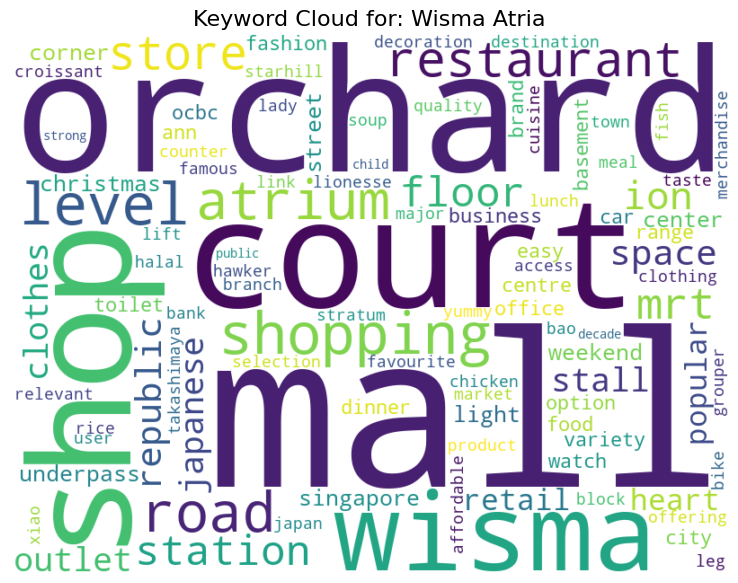 Keyword Cloud for: Wisma Atria
corner
store
fashion
decoration
destination
restaurant
croissant
starhill
orchard
ocbc
lady
soup
quality
brand
cuisine
basement
town
fish
merchandise
strong
ann
counter
street
famous
child
meal
taste
christmas
link
lionesse
floor
lunch
ion
level
atrium
major
business
car
center
lift
court
easy
range
space
halal
public
hawker
branch
access
centre
clothing
shop
clothes
toilet
bank
stratum
yummy
office
mrt
republic
takashimaya
shopping
bao
decade
popular
japanese
selection
favourite
mall
weekend
grouper
relevant
chicken
stall
market
option
dinner
light
food
rice
user
variety
product
watch
underpass
affordable
bike
road
singapore
retail
block
heart
xiao
japan
wisma
offering
outlet
station
city
leg